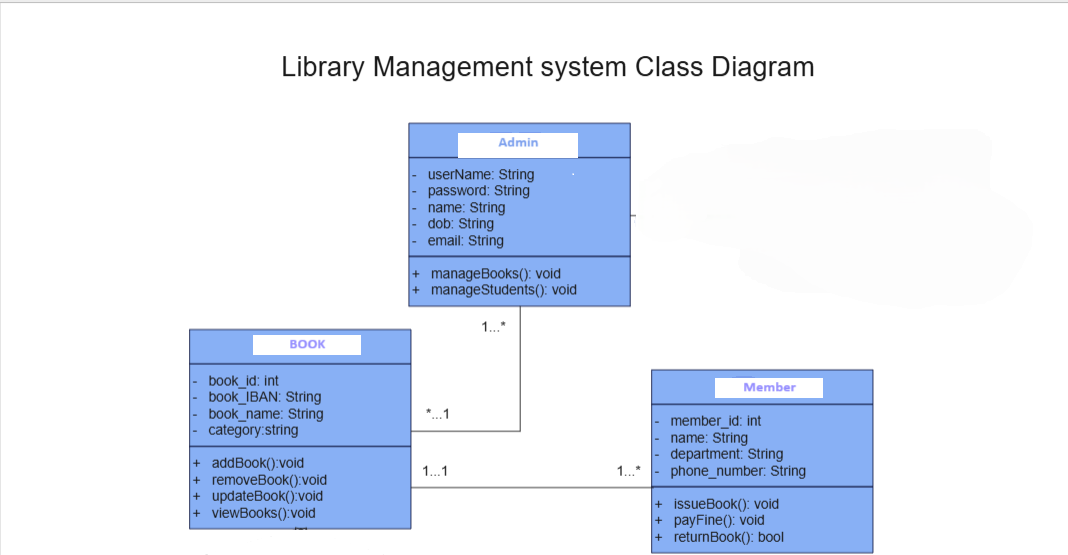 Library Management system Class Diagram
Admin
- userName: String
- password: String
- name: String
- dob: String
- email: String
+ manageBooks(): void
+ manageStudents(): void
1...*
BOOK
- book_id: int
- book_IBAN: String
- book_name: String
- category:string
+ addBook():void
+ removeBook():void
+ updateBook():void
+ viewBooks():void
*...1
1...1
1...*
Member
- member_id: int
- name: String
- department: String
- phone_number: String
+ issueBook(): void
+ payFine(): void
+ returnBook(): bool